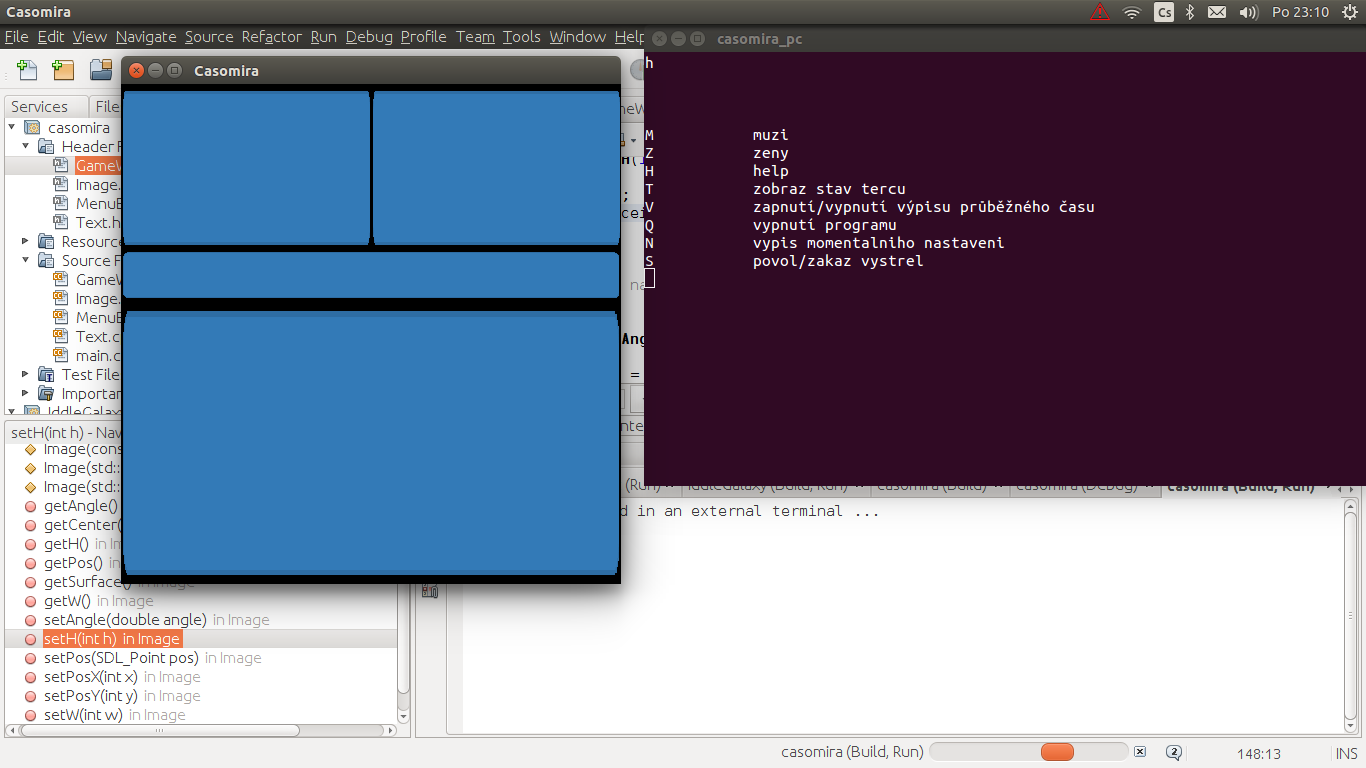 Casomira
Cs
Po 23:10
File Edit View Navigate Source Refactor Run Debug Profile Team Tools Window Help
casomira_pc
Casomira
h
Services
File
casomira
Header F
GameW
Image.
MenuE
Text.h
Resource
Source F
GameW
Image.
MenuE
Text.c
main.c
Test File
Importan
IddleGalax
M muzi
Z zeny
H help
T zobraz stav tercu
V zapnutí/vypnutí výpisu průběžného času
Q vypnutí programu
N vypis momentalniho nastaveni
S povol/zakaz vystrel
setH(int h) - Nav
Image(cons
Image(std::
Image(std::
getAngle()
getCenter(
getH() in Im
getPos() in
getSurface() in Image
getW() in Image
setAngle(double angle) in Image
setH(int h) in Image
setPos(SDL_Point pos) in Image
setPosX(int x) in Image
setPosY(int y) in Image
setW(int w) in Image
(Run)
IddleGalaxy (Build, Run)
casomira (Build)
casomira (Debug)
casomira (Build, Run)
d in an external terminal ...
casomira (Build, Run)
2
148:13
INS